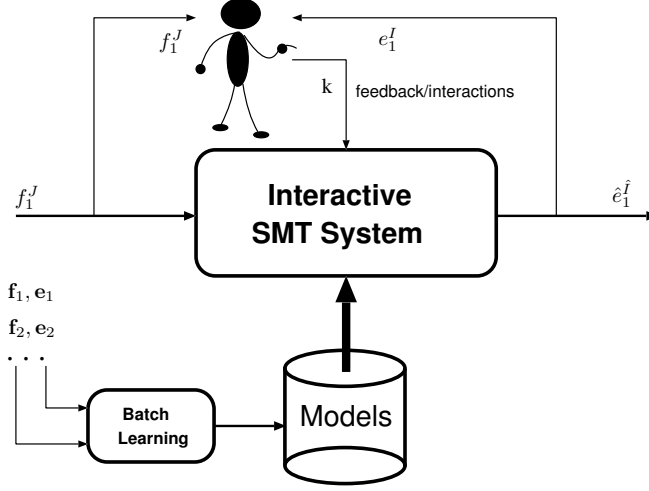 f_1^J
e_1^I
k
feedback/interactions
f_1^J
Interactive
SMT System
ê_1^Î
f_1, e_1
f_2, e_2
. . .
Batch
Learning
Models